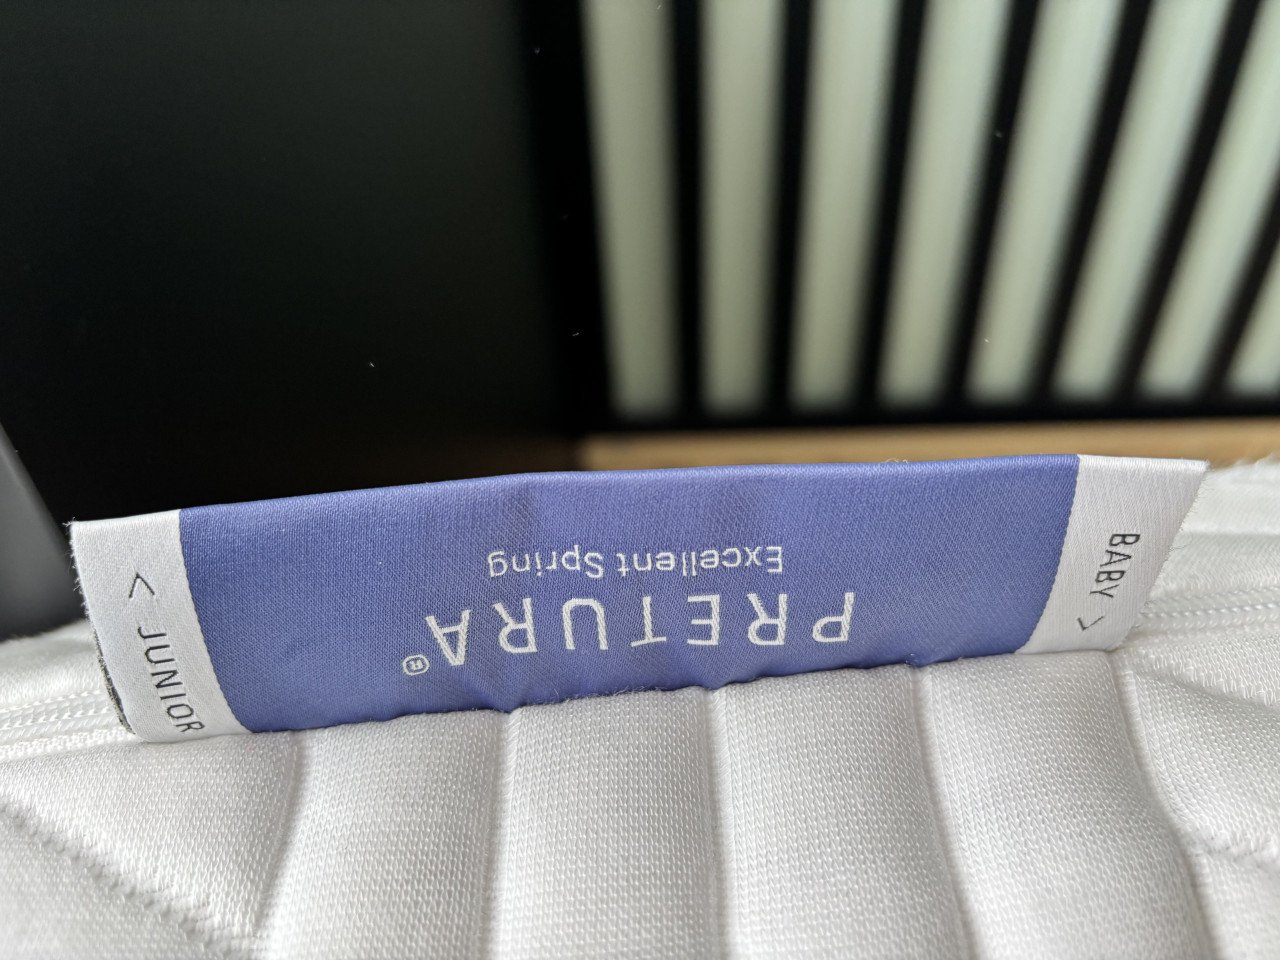 PRETURA®
Excellent Spring
BABY >
< JUNIOR